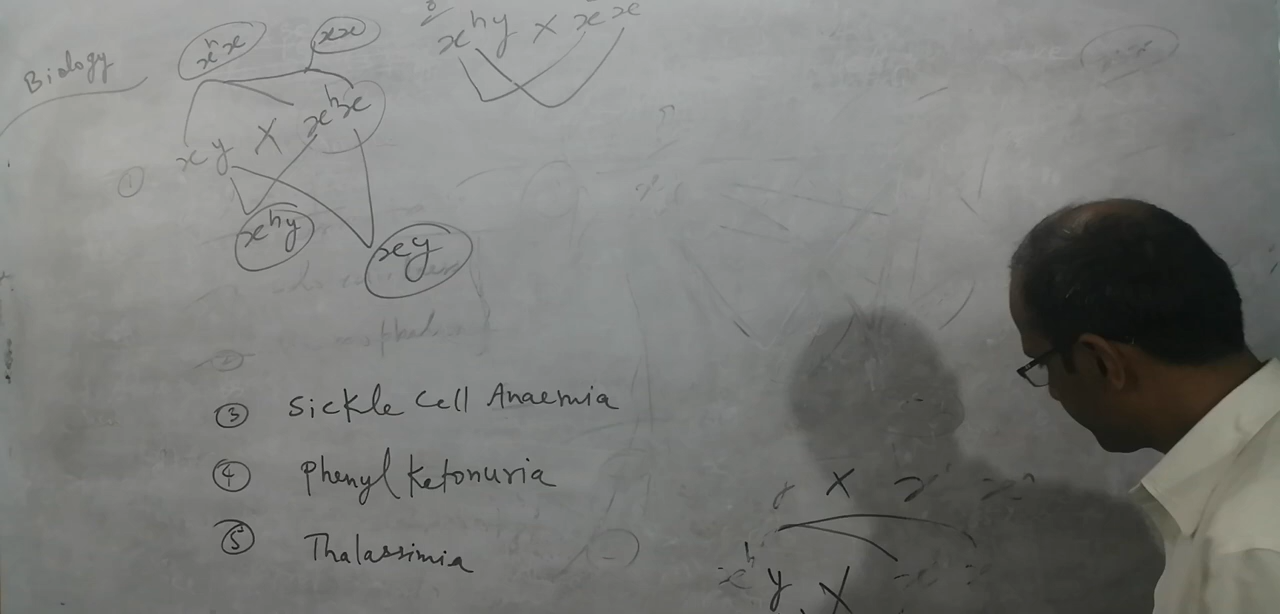 Biology
xʰx
xx
xʰy X xx
xy X xʰx
①
xʰy
xy
③ Sickle cell Anaemia
④ Phenyl Ketonuria
⑤ Thalassimia
X
xʰy X